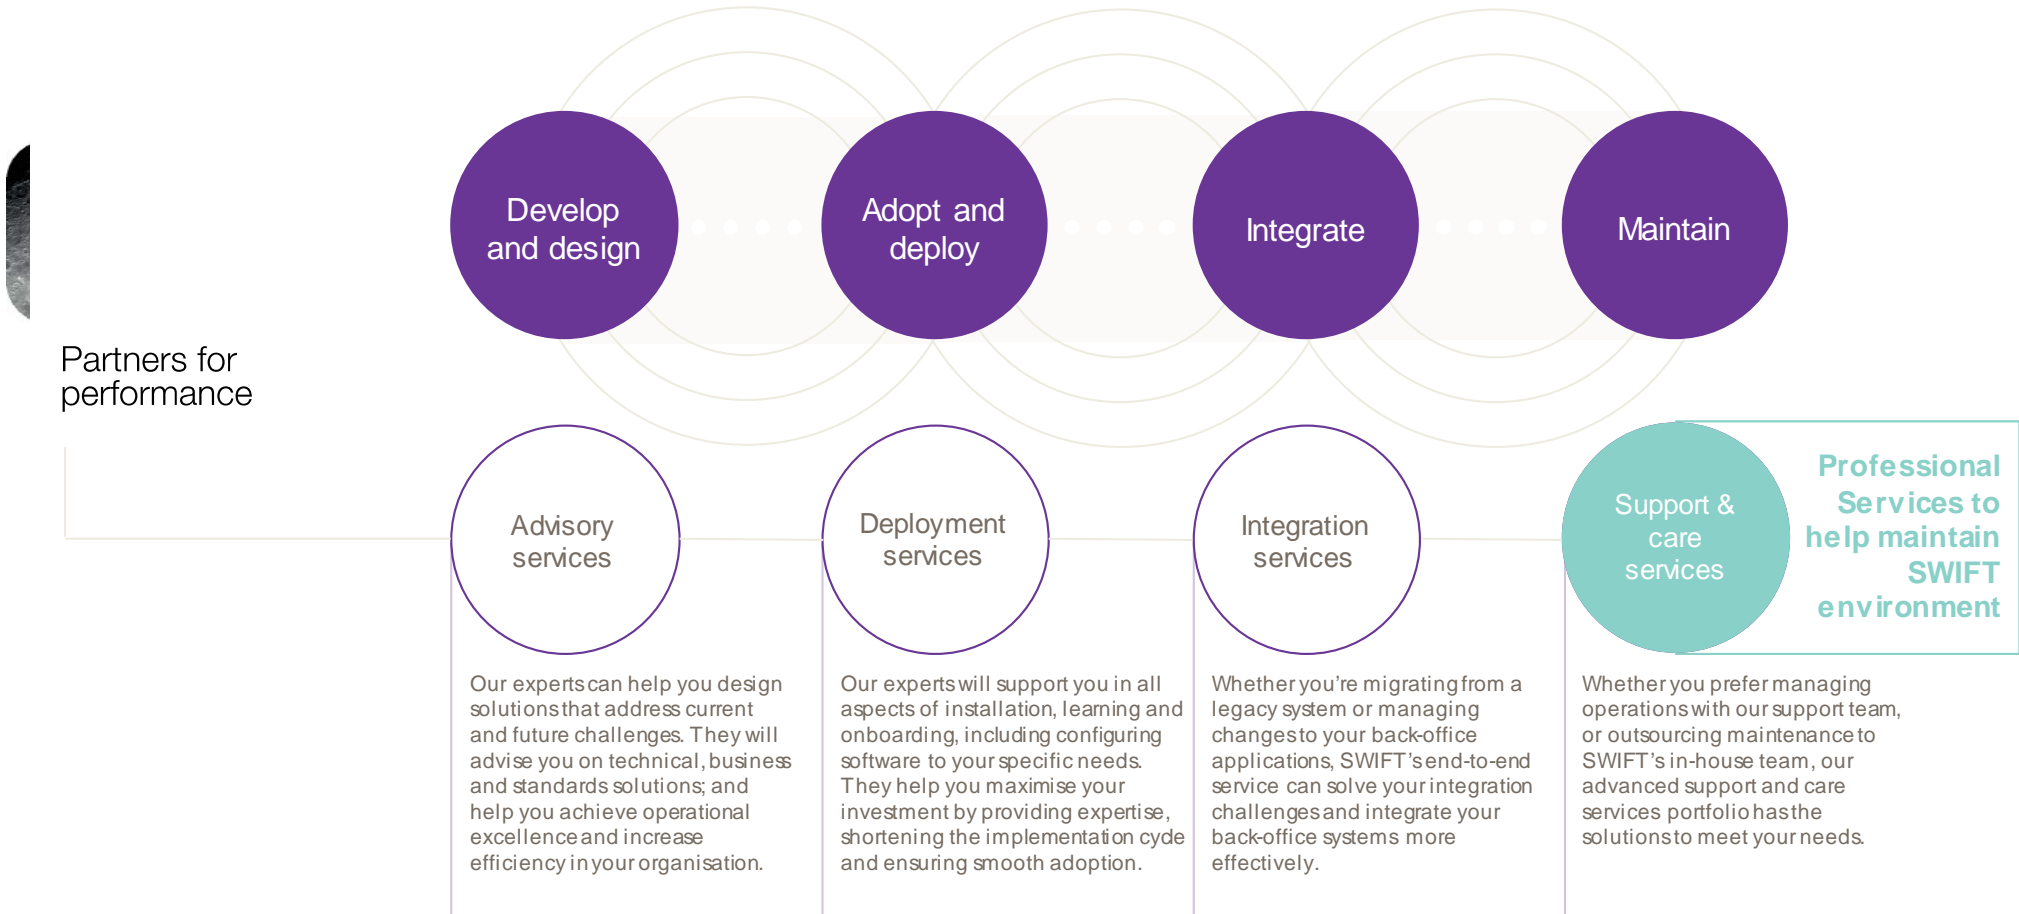 Develop
and design
Adopt and
deploy
Integrate
Maintain
Partners for
performance
Advisory
services
Deployment
services
Integration
services
Support &
care
services
Professional
Services to
help maintain
SWIFT
environment
Our experts can help you design
solutions that address current
and future challenges. They will
advise you on technical, business
and standards solutions; and
help you achieve operational
excellence and increase
efficiency in your organisation.
Our experts will support you in all
aspects of installation, learning and
onboarding, including configuring
software to your specific needs.
They help you maximise your
investment by providing expertise,
shortening the implementation cycle
and ensuring smooth adoption.
Whether you're migrating from a
legacy system or managing
changes to your back-office
applications, SWIFT's end-to-end
service can solve your integration
challenges and integrate your
back-office systems more
effectively.
Whether you prefer managing
operations with our support team,
or outsourcing maintenance to
SWIFT's in-house team, our
advanced support and care
services portfolio has the
solutions to meet your needs.